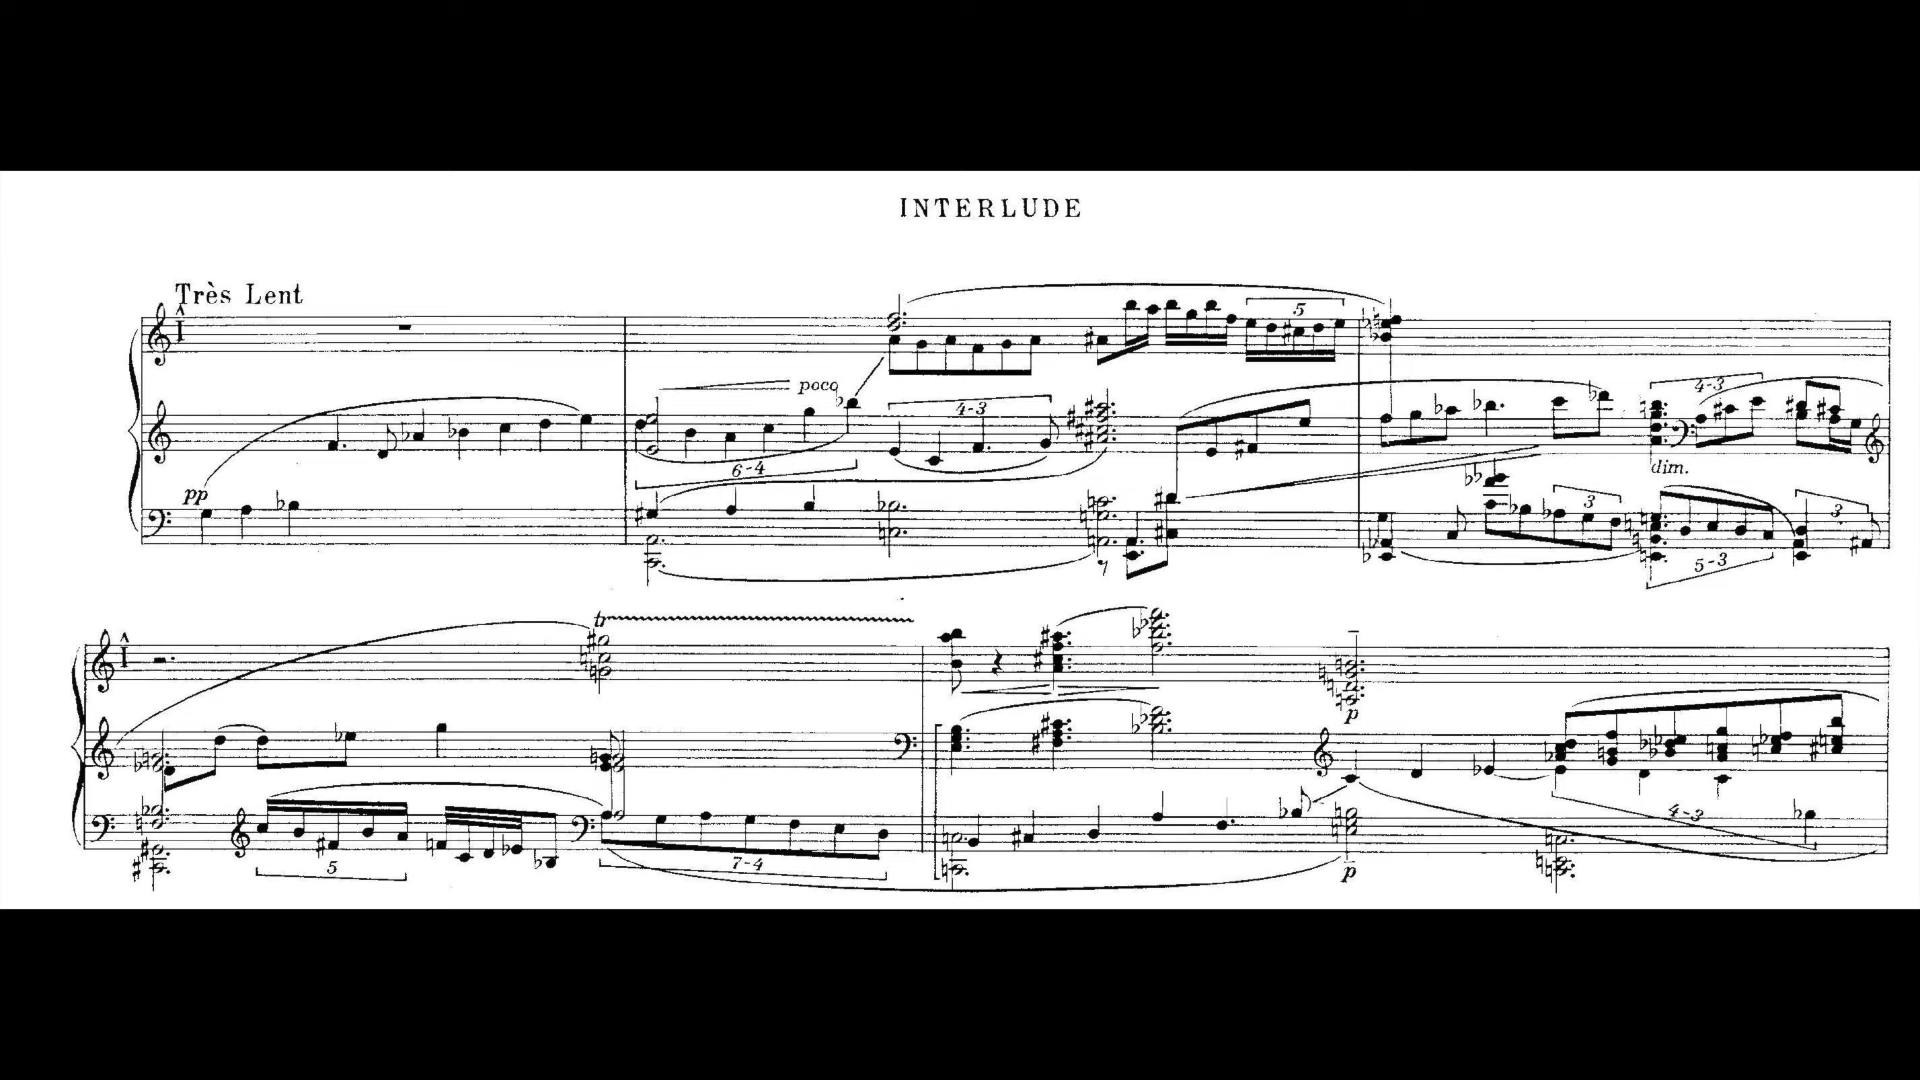 INTERLUDE
Très Lent
poco
4-3
5
pp
6-4
4-3
dim.
3
5-3
3
tr
5
7-4
p
p
4-3